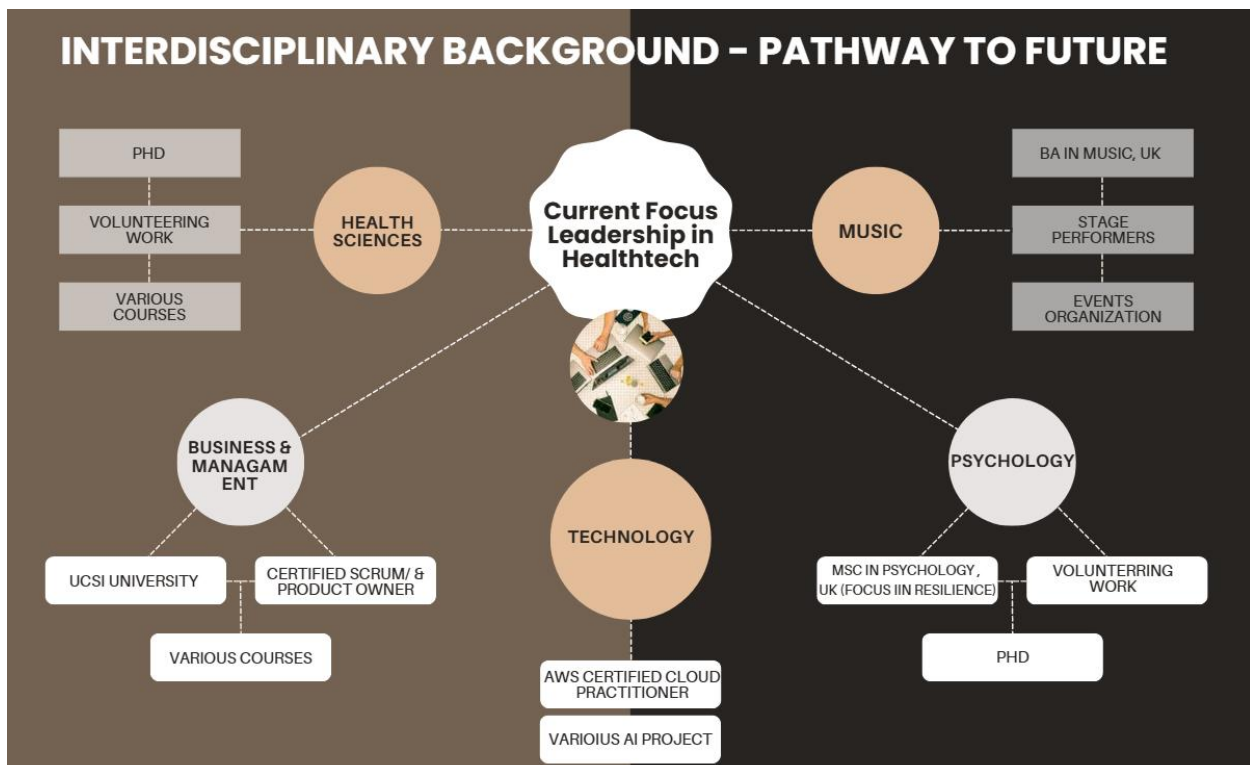 INTERDISCIPLINARY BACKGROUND – PATHWAY TO FUTURE
PHD
VOLUNTEERING
WORK
VARIOUS
COURSES
HEALTH
SCIENCES
Current Focus
Leadership in
Healthtech
MUSIC
BA IN MUSIC, UK
STAGE
PERFORMERS
EVENTS
ORGANIZATION
BUSINESS &
MANAGAM
ENT
UCSI UNIVERSITY
CERTIFIED SCRUM/ &
PRODUCT OWNER
VARIOUS COURSES
TECHNOLOGY
AWS CERTIFIED CLOUD
PRACTITIONER
VARIOIUS AI PROJECT
PSYCHOLOGY
MSC IN PSYCHOLOGY ,
UK (FOCUS IIN RESILIENCE)
VOLUNTERRING
WORK
PHD